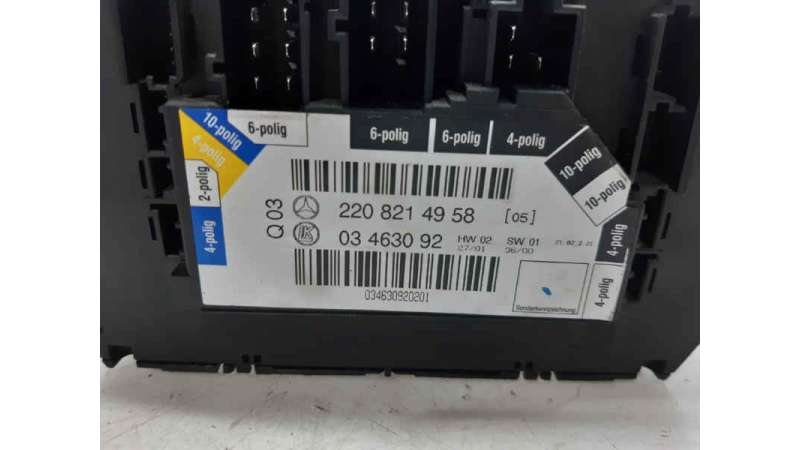 10-polig
4-polig
6-polig
6-polig
6-polig
4-polig
10-polig
10-polig
2-polig
4-polig
Q 03
220 821 49 58 [05]
03 4630 92 HW 02 SW 01
27/01 36/00
034630920201
Sonderkennzeichnung
4-polig
4-polig